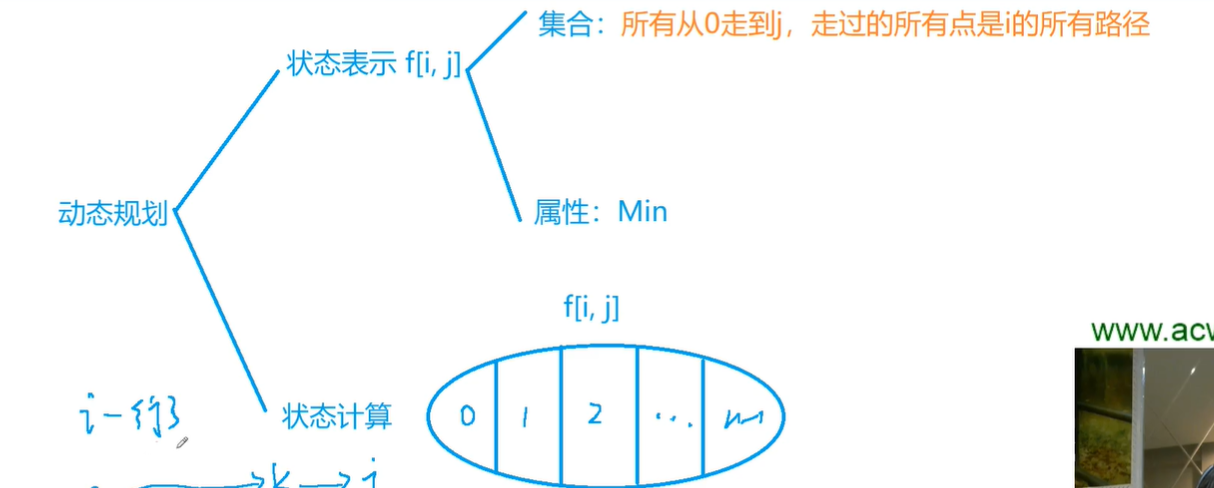 集合：所有从0走到j，走过的所有点是i的所有路径
状态表示 f[i, j]
动态规划
属性：Min
f[i, j]
www.acw
i-{j}
状态计算
0 1 2 ...
k j